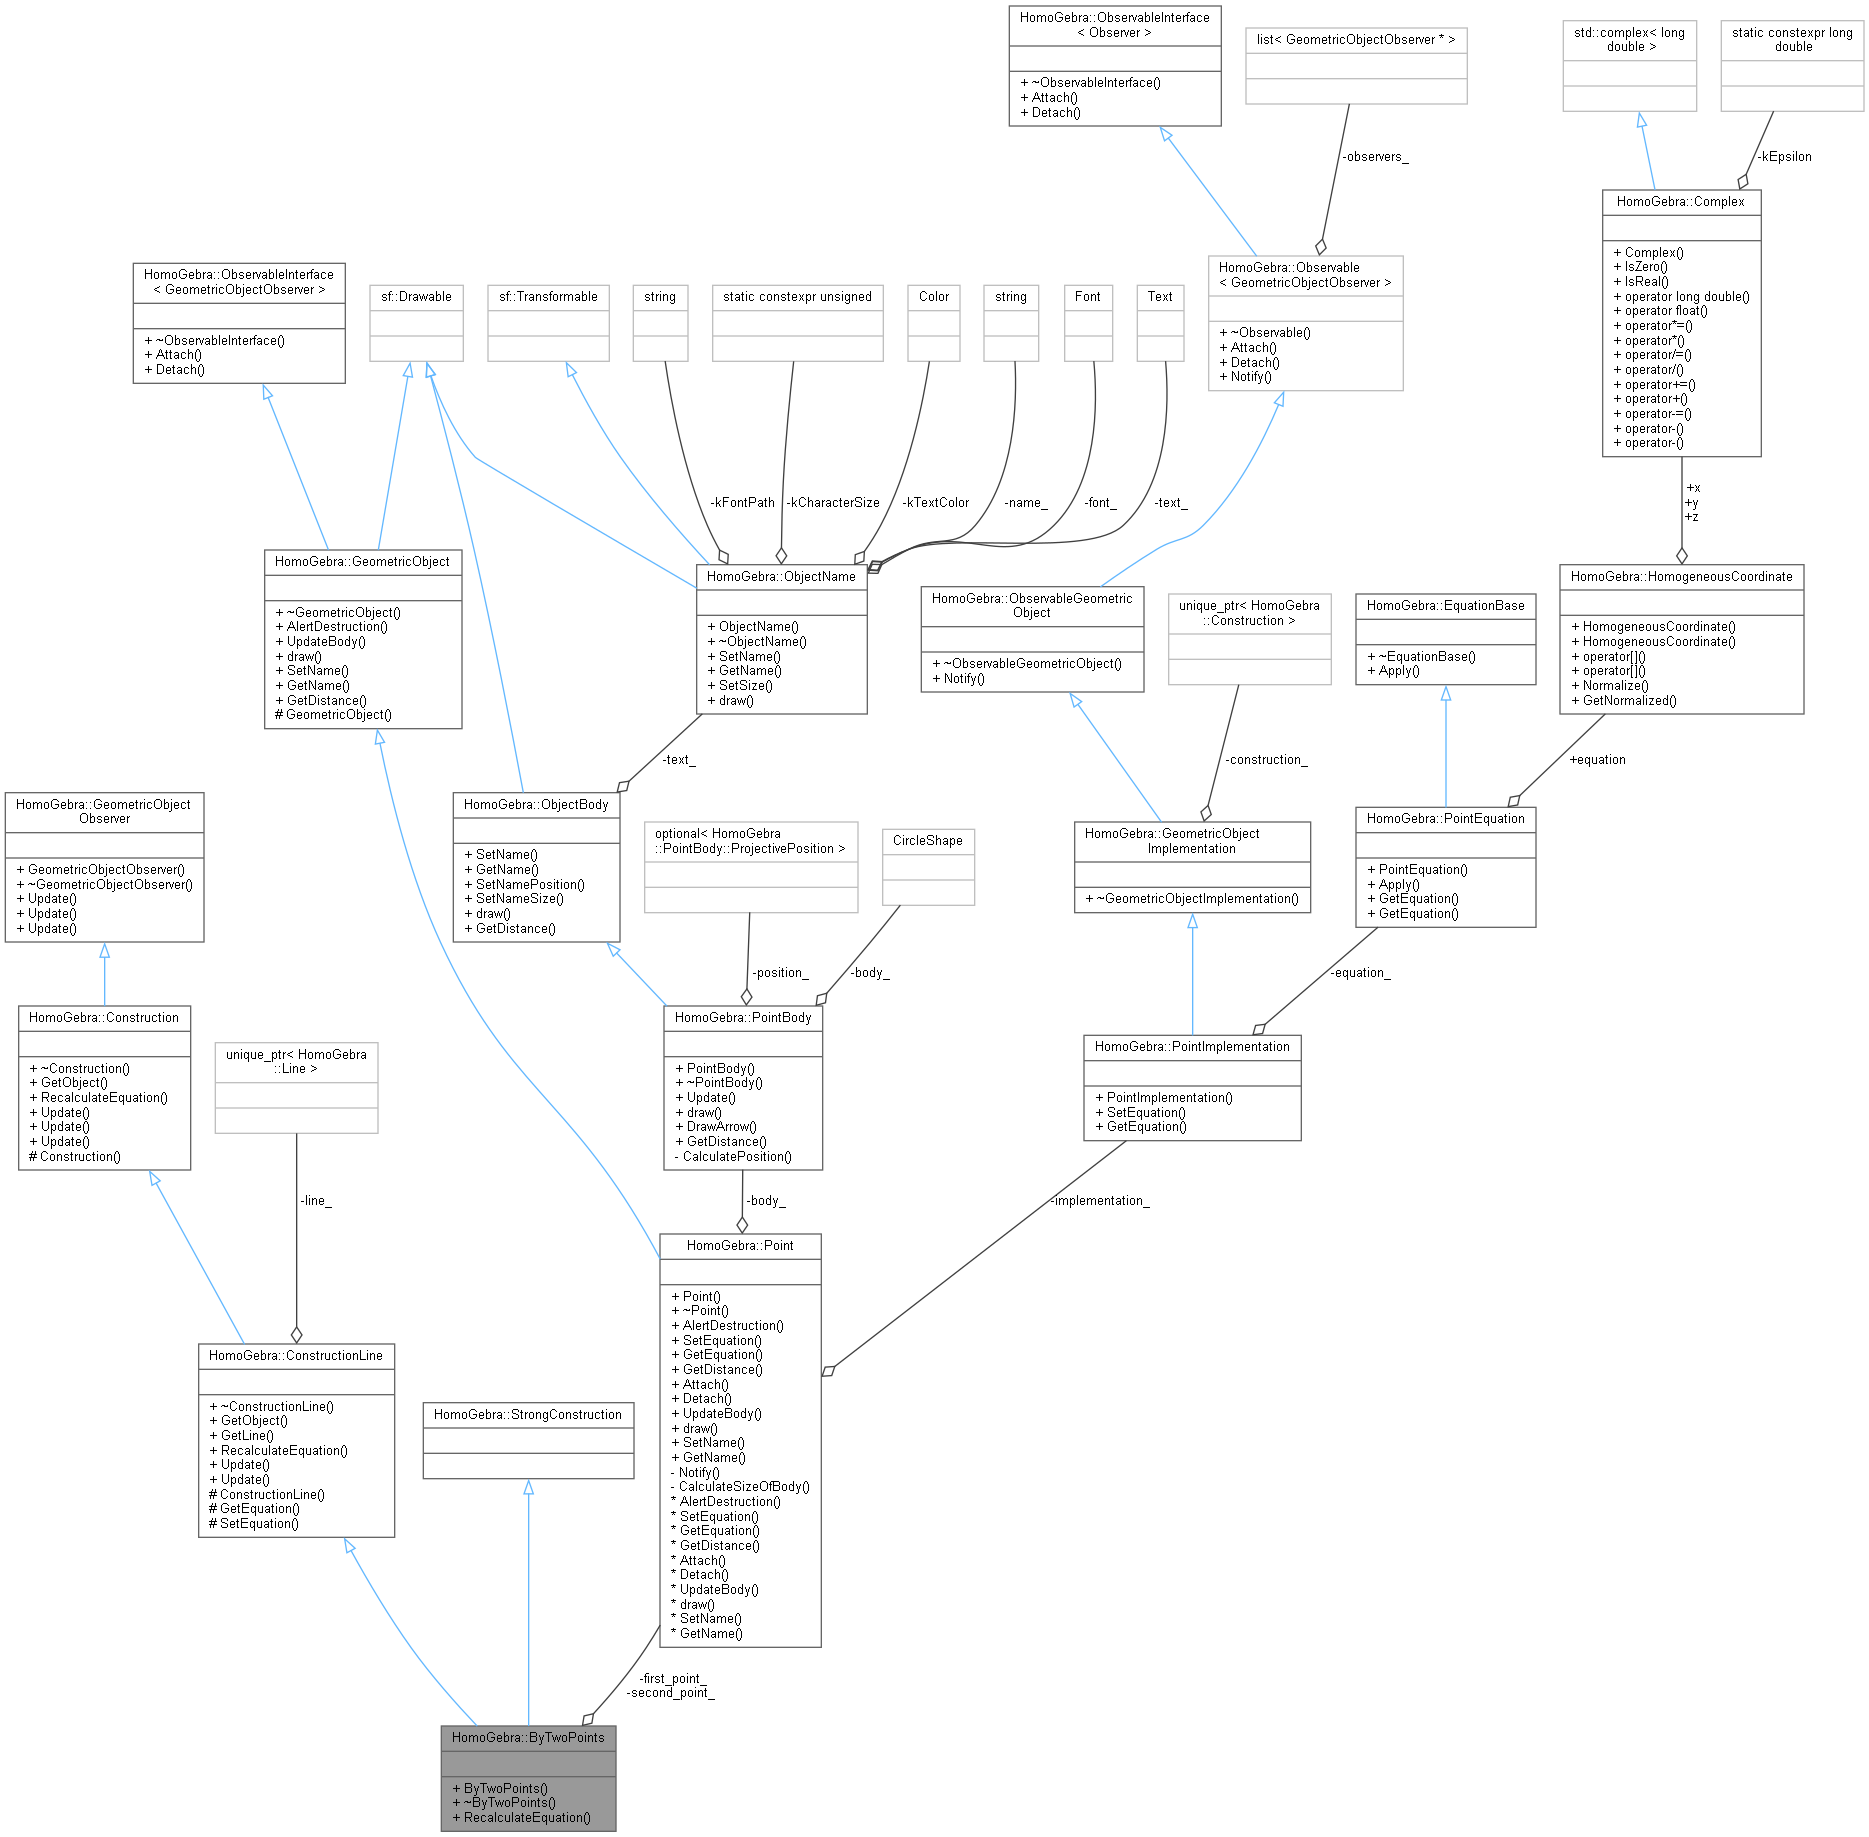 HomoGebra::ObservableInterface
< Observer >
+ ~ObservableInterface()
+ Attach()
+ Detach()
list< GeometricObjectObserver * >
std::complex< long
double >
static constexpr long
double
-observers_
-kEpsilon
HomoGebra::Complex
+ Complex()
+ IsZero()
+ IsReal()
+ operator long double()
+ operator float()
+ operator*=()
+ operator*()
+ operator/=()
+ operator/()
+ operator+=()
+ operator+()
+ operator-=()
+ operator-()
+ operator-()
HomoGebra::Observable
< GeometricObjectObserver >
+ ~Observable()
+ Attach()
+ Detach()
+ Notify()
HomoGebra::ObservableInterface
< GeometricObjectObserver >
+ ~ObservableInterface()
+ Attach()
+ Detach()
sf::Drawable
sf::Transformable
string
static constexpr unsigned
Color
string
Font
Text
-kFontPath
-kCharacterSize
-kTextColor
-name_
-font_
-text_
+x
+y
+z
HomoGebra::GeometricObject
+ ~GeometricObject()
+ AlertDestruction()
+ UpdateBody()
+ draw()
+ SetName()
+ GetName()
+ GetDistance()
# GeometricObject()
HomoGebra::ObjectName
+ ObjectName()
+ ~ObjectName()
+ SetName()
+ GetName()
+ SetSize()
+ draw()
HomoGebra::ObservableGeometric
Object
+ ~ObservableGeometricObject()
+ Notify()
unique_ptr< HomoGebra
::Construction >
HomoGebra::EquationBase
+ ~EquationBase()
+ Apply()
HomoGebra::HomogeneousCoordinate
+ HomogeneousCoordinate()
+ HomogeneousCoordinate()
+ operator[]()
+ operator[]()
+ Normalize()
+ GetNormalized()
-text_
-construction_
+equation
HomoGebra::GeometricObject
Observer
+ GeometricObjectObserver()
+ ~GeometricObjectObserver()
+ Update()
+ Update()
+ Update()
HomoGebra::ObjectBody
+ SetName()
+ GetName()
+ SetNamePosition()
+ SetNameSize()
+ draw()
+ GetDistance()
optional< HomoGebra
::PointBody::ProjectivePosition >
CircleShape
HomoGebra::GeometricObject
Implementation
+ ~GeometricObjectImplementation()
HomoGebra::PointEquation
+ PointEquation()
+ Apply()
+ GetEquation()
+ GetEquation()
-position_
-body_
-equation_
HomoGebra::Construction
+ ~Construction()
+ GetObject()
+ RecalculateEquation()
+ Update()
+ Update()
+ Update()
# Construction()
unique_ptr< HomoGebra
::Line >
HomoGebra::PointBody
+ PointBody()
+ ~PointBody()
+ Update()
+ draw()
+ DrawArrow()
+ GetDistance()
- CalculatePosition()
HomoGebra::PointImplementation
+ PointImplementation()
+ SetEquation()
+ GetEquation()
-line_
-body_
-implementation_
HomoGebra::Point
+ Point()
+ ~Point()
+ AlertDestruction()
+ SetEquation()
+ GetEquation()
+ GetDistance()
+ Attach()
+ Detach()
+ UpdateBody()
+ draw()
+ SetName()
+ GetName()
- Notify()
- CalculateSizeOfBody()
* AlertDestruction()
* SetEquation()
* GetEquation()
* GetDistance()
* Attach()
* Detach()
* UpdateBody()
* draw()
* SetName()
* GetName()
HomoGebra::ConstructionLine
+ ~ConstructionLine()
+ GetObject()
+ GetLine()
+ RecalculateEquation()
+ Update()
+ Update()
# ConstructionLine()
# GetEquation()
# SetEquation()
HomoGebra::StrongConstruction
-first_point_
-second_point_
HomoGebra::ByTwoPoints
+ ByTwoPoints()
+ ~ByTwoPoints()
+ RecalculateEquation()